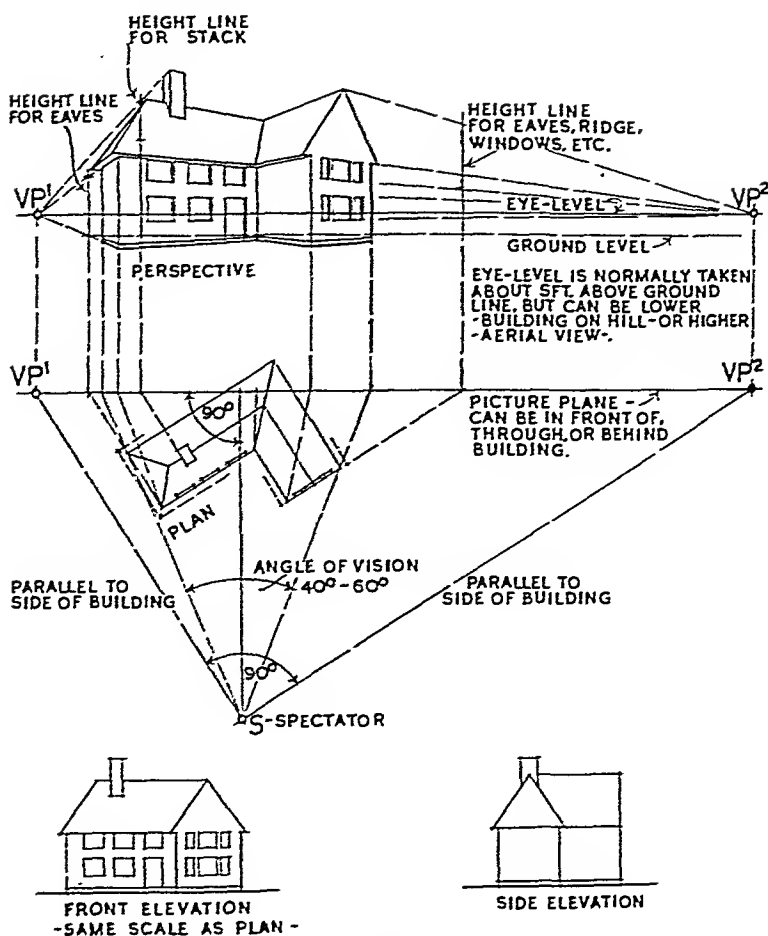 HEIGHT LINE
FOR STACK
HEIGHT LINE
FOR EAVES
HEIGHT LINE
FOR EAVES, RIDGE,
WINDOWS, ETC.
VP¹
VP²
EYE-LEVEL
GROUND LEVEL
PERSPECTIVE
EYE-LEVEL IS NORMALLY TAKEN
ABOUT 5FT. ABOVE GROUND
LINE, BUT CAN BE LOWER
-BUILDING ON HILL-OR HIGHER-
-AERIAL VIEW-.
VP¹
VP²
90°
PICTURE PLANE -
CAN BE IN FRONT OF,
THROUGH, OR BEHIND
BUILDING.
PLAN
ANGLE OF VISION
40°-60°
PARALLEL TO
SIDE OF BUILDING
PARALLEL TO
SIDE OF BUILDING
90°
S-SPECTATOR
FRONT ELEVATION
-SAME SCALE AS PLAN-
SIDE ELEVATION